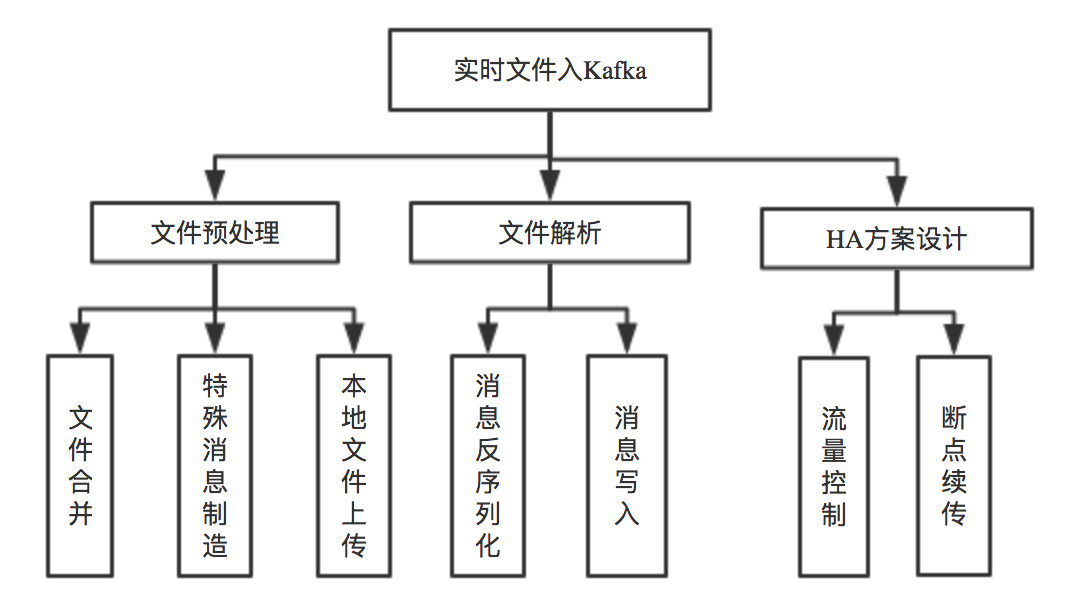 实时文件入Kafka
文件预处理
文件解析
HA方案设计
文件合并
特殊消息制造
本地文件上传
消息反序列化
消息写入
流量控制
断点续传